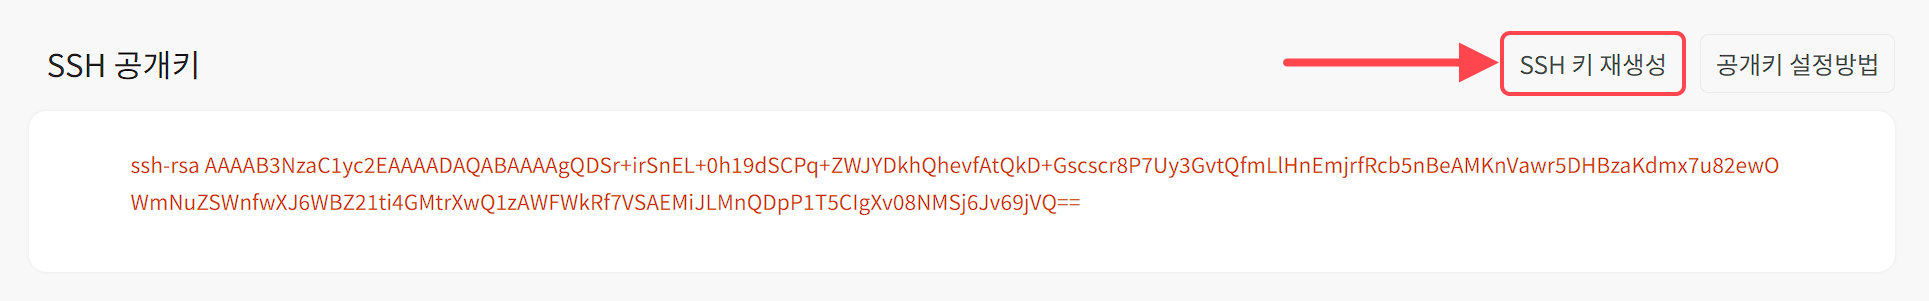 SSH 공개키
SSH 키 재생성
공개키 설정방법
ssh-rsa AAAAB3NzaC1yc2EAAAADAQABAAAAgQDSr+irSnEL+0h19dSCPq+ZWJYDkhQhevfAtQkD+Gscscr8P7Uy3GvtQfmLlHnEmjrfRcb5nBeAMKnVawr5DHBzaKdmx7u82ewO
WmNuZSWnfwXJ6WBZ21ti4GMtrXwQ1zAWFWkRf7VSAEMiJLMnQDpP1T5CIgXv08NMSj6Jv69jVQ==